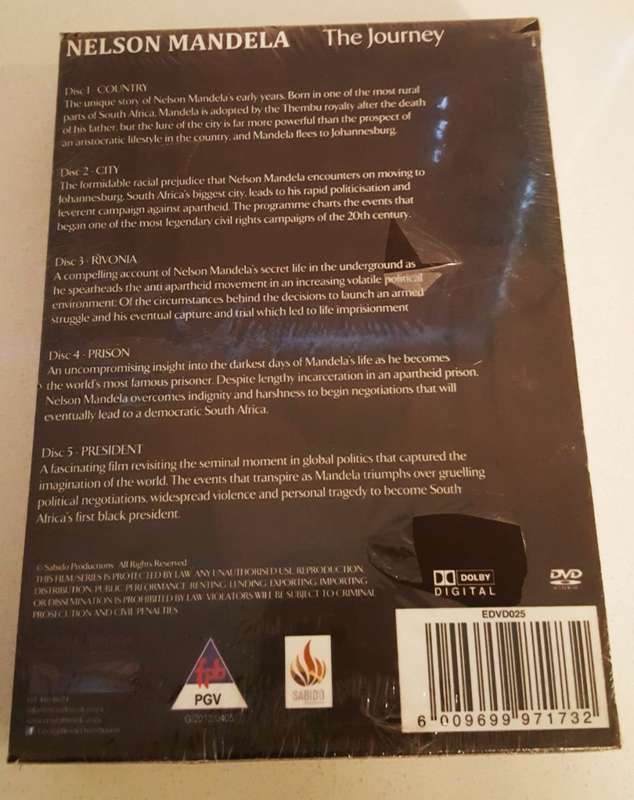 NELSON MANDELA The Journey
Disc 1 - COUNTRY
The unique story of Nelson Mandela's early years. Born in one of the most rural
parts of South Africa, Mandela is adopted by the Thembu royalty after the death
of his father, but the lure of the city is far more powerful than the prospect of
an aristocratic lifestyle in the country, and Mandela flees to Johannesburg.
Disc 2 - CITY
The formidable racial prejudice that Nelson Mandela encounters on moving to
Johannesburg, South Africa's biggest city, leads to his rapid politicisation and
feverent campaign against apartheid. The programme charts the events that
began one of the most legendary civil rights campaigns of the 20th century.
Disc 3 - RIVONIA
A compelling account of Nelson Mandela's secret life in the underground as
he spearheads the anti apartheid movement in an increasing volatile political
environment. Of the circumstances behind the decisions to launch an armed
struggle and his eventual capture and trial which led to life imprisionment
Disc 4 - PRISON
An uncompromising insight into the darkest days of Mandela's life as he becomes
the world's most famous prisoner. Despite lengthy incarceration in an apartheid prison,
Nelson Mandela overcomes indignity and harshness to begin negotiations that will
eventually lead to a democratic South Africa.
Disc 5 - PRESIDENT
A fascinating film revisiting the seminal moment in global politics that captured the
imagination of the world. The events that transpire as Mandela triumphs over gruelling
political negotiations, widespread violence and personal tragedy to become South
Africa's first black president.
© Sabido Productions All Rights Reserved
THIS FILM/SERIES IS PROTECTED BY LAW. ANY UNAUTHORISED USE, REPRODUCTION,
DISTRIBUTION, PUBLIC PERFORMANCE, RENTING, LENDING, EXPORTING, IMPORTING
OR DISSEMINATION IS PROHIBITED BY LAW. VIOLATORS WILL BE SUBJECT TO CRIMINAL
PROSECUTION AND CIVIL PENALTIES
DOLBY
DIGITAL
DVD
EDVD025
6 009699 971732
fpb
PGV
G/2012/0405
SABIDO